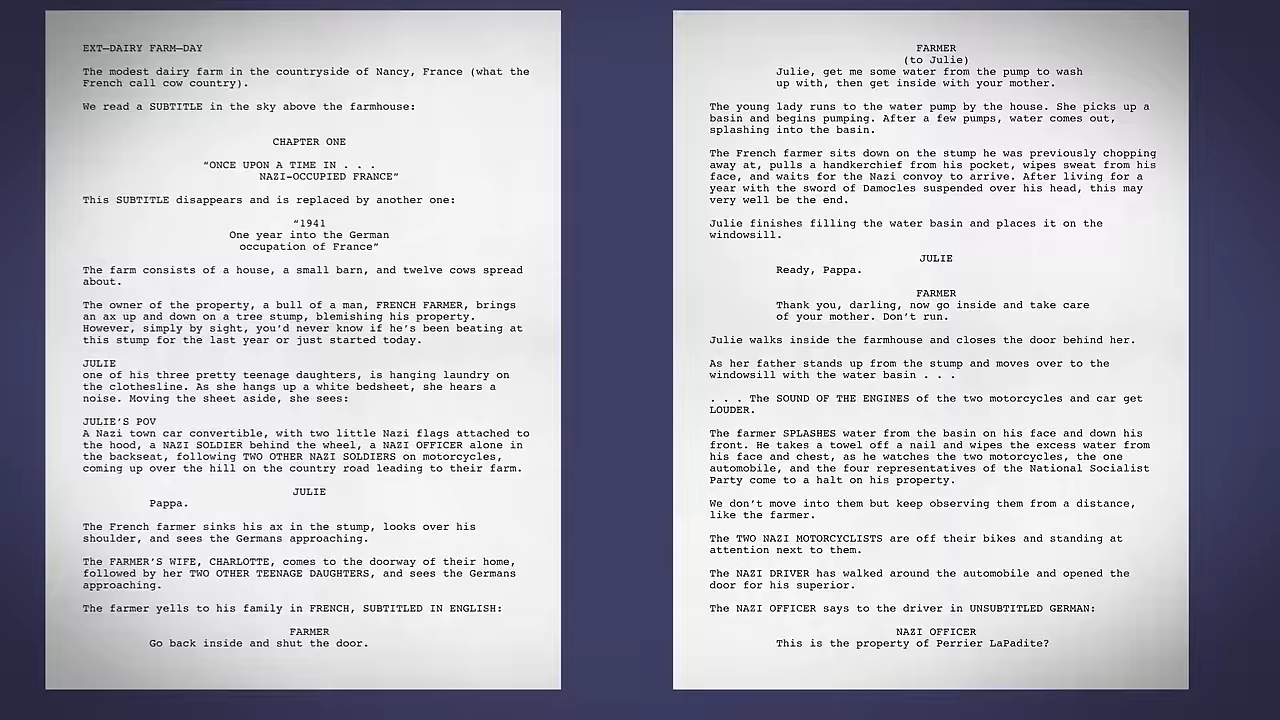 EXT—DAIRY FARM—DAY
The modest dairy farm in the countryside of Nancy, France (what the
French call cow country).
We read a SUBTITLE in the sky above the farmhouse:
CHAPTER ONE
“ONCE UPON A TIME IN . . .
NAZI-OCCUPIED FRANCE”
This SUBTITLE disappears and is replaced by another one:
“1941
One year into the German
occupation of France”
The farm consists of a house, a small barn, and twelve cows spread
about.
The owner of the property, a bull of a man, FRENCH FARMER, brings
an ax up and down on a tree stump, blemishing his property.
However, simply by sight, you’d never know if he’s been beating at
this stump for the last year or just started today.
JULIE
one of his three pretty teenage daughters, is hanging laundry on
the clothesline. As she hangs up a white bedsheet, she hears a
noise. Moving the sheet aside, she sees:
JULIE’S POV
A Nazi town car convertible, with two little Nazi flags attached to
the hood, a NAZI SOLDIER behind the wheel, a NAZI OFFICER alone in
the backseat, following TWO OTHER NAZI SOLDIERS on motorcycles,
coming up over the hill on the country road leading to their farm.
JULIE
Pappa.
The French farmer sinks his ax in the stump, looks over his
shoulder, and sees the Germans approaching.
The FARMER’S WIFE, CHARLOTTE, comes to the doorway of their home,
followed by her TWO OTHER TEENAGE DAUGHTERS, and sees the Germans
approaching.
The farmer yells to his family in FRENCH, SUBTITLED IN ENGLISH:
FARMER
Go back inside and shut the door.
FARMER
(to Julie)
Julie, get me some water from the pump to wash
up with, then get inside with your mother.
The young lady runs to the water pump by the house. She picks up a
basin and begins pumping. After a few pumps, water comes out,
splashing into the basin.
The French farmer sits down on the stump he was previously chopping
away at, pulls a handkerchief from his pocket, wipes sweat from his
face, and waits for the Nazi convoy to arrive. After living for a
year with the sword of Damocles suspended over his head, this may
very well be the end.
Julie finishes filling the water basin and places it on the
windowsill.
JULIE
Ready, Pappa.
FARMER
Thank you, darling, now go inside and take care
of your mother. Don’t run.
Julie walks inside the farmhouse and closes the door behind her.
As her father stands up from the stump and moves over to the
windowsill with the water basin . . .
. . . The SOUND OF THE ENGINES of the two motorcycles and car get
LOUDER.
The farmer SPLASHES water from the basin on his face and down his
front. He takes a towel off a nail and wipes the excess water from
his face and chest, as he watches the two motorcycles, the one
automobile, and the four representatives of the National Socialist
Party come to a halt on his property.
We don’t move into them but keep observing them from a distance,
like the farmer.
The TWO NAZI MOTORCYCLISTS are off their bikes and standing at
attention next to them.
The NAZI DRIVER has walked around the automobile and opened the
door for his superior.
The NAZI OFFICER says to the driver in UNSUBTITLED GERMAN:
NAZI OFFICER
This is the property of Perrier LaPadite?